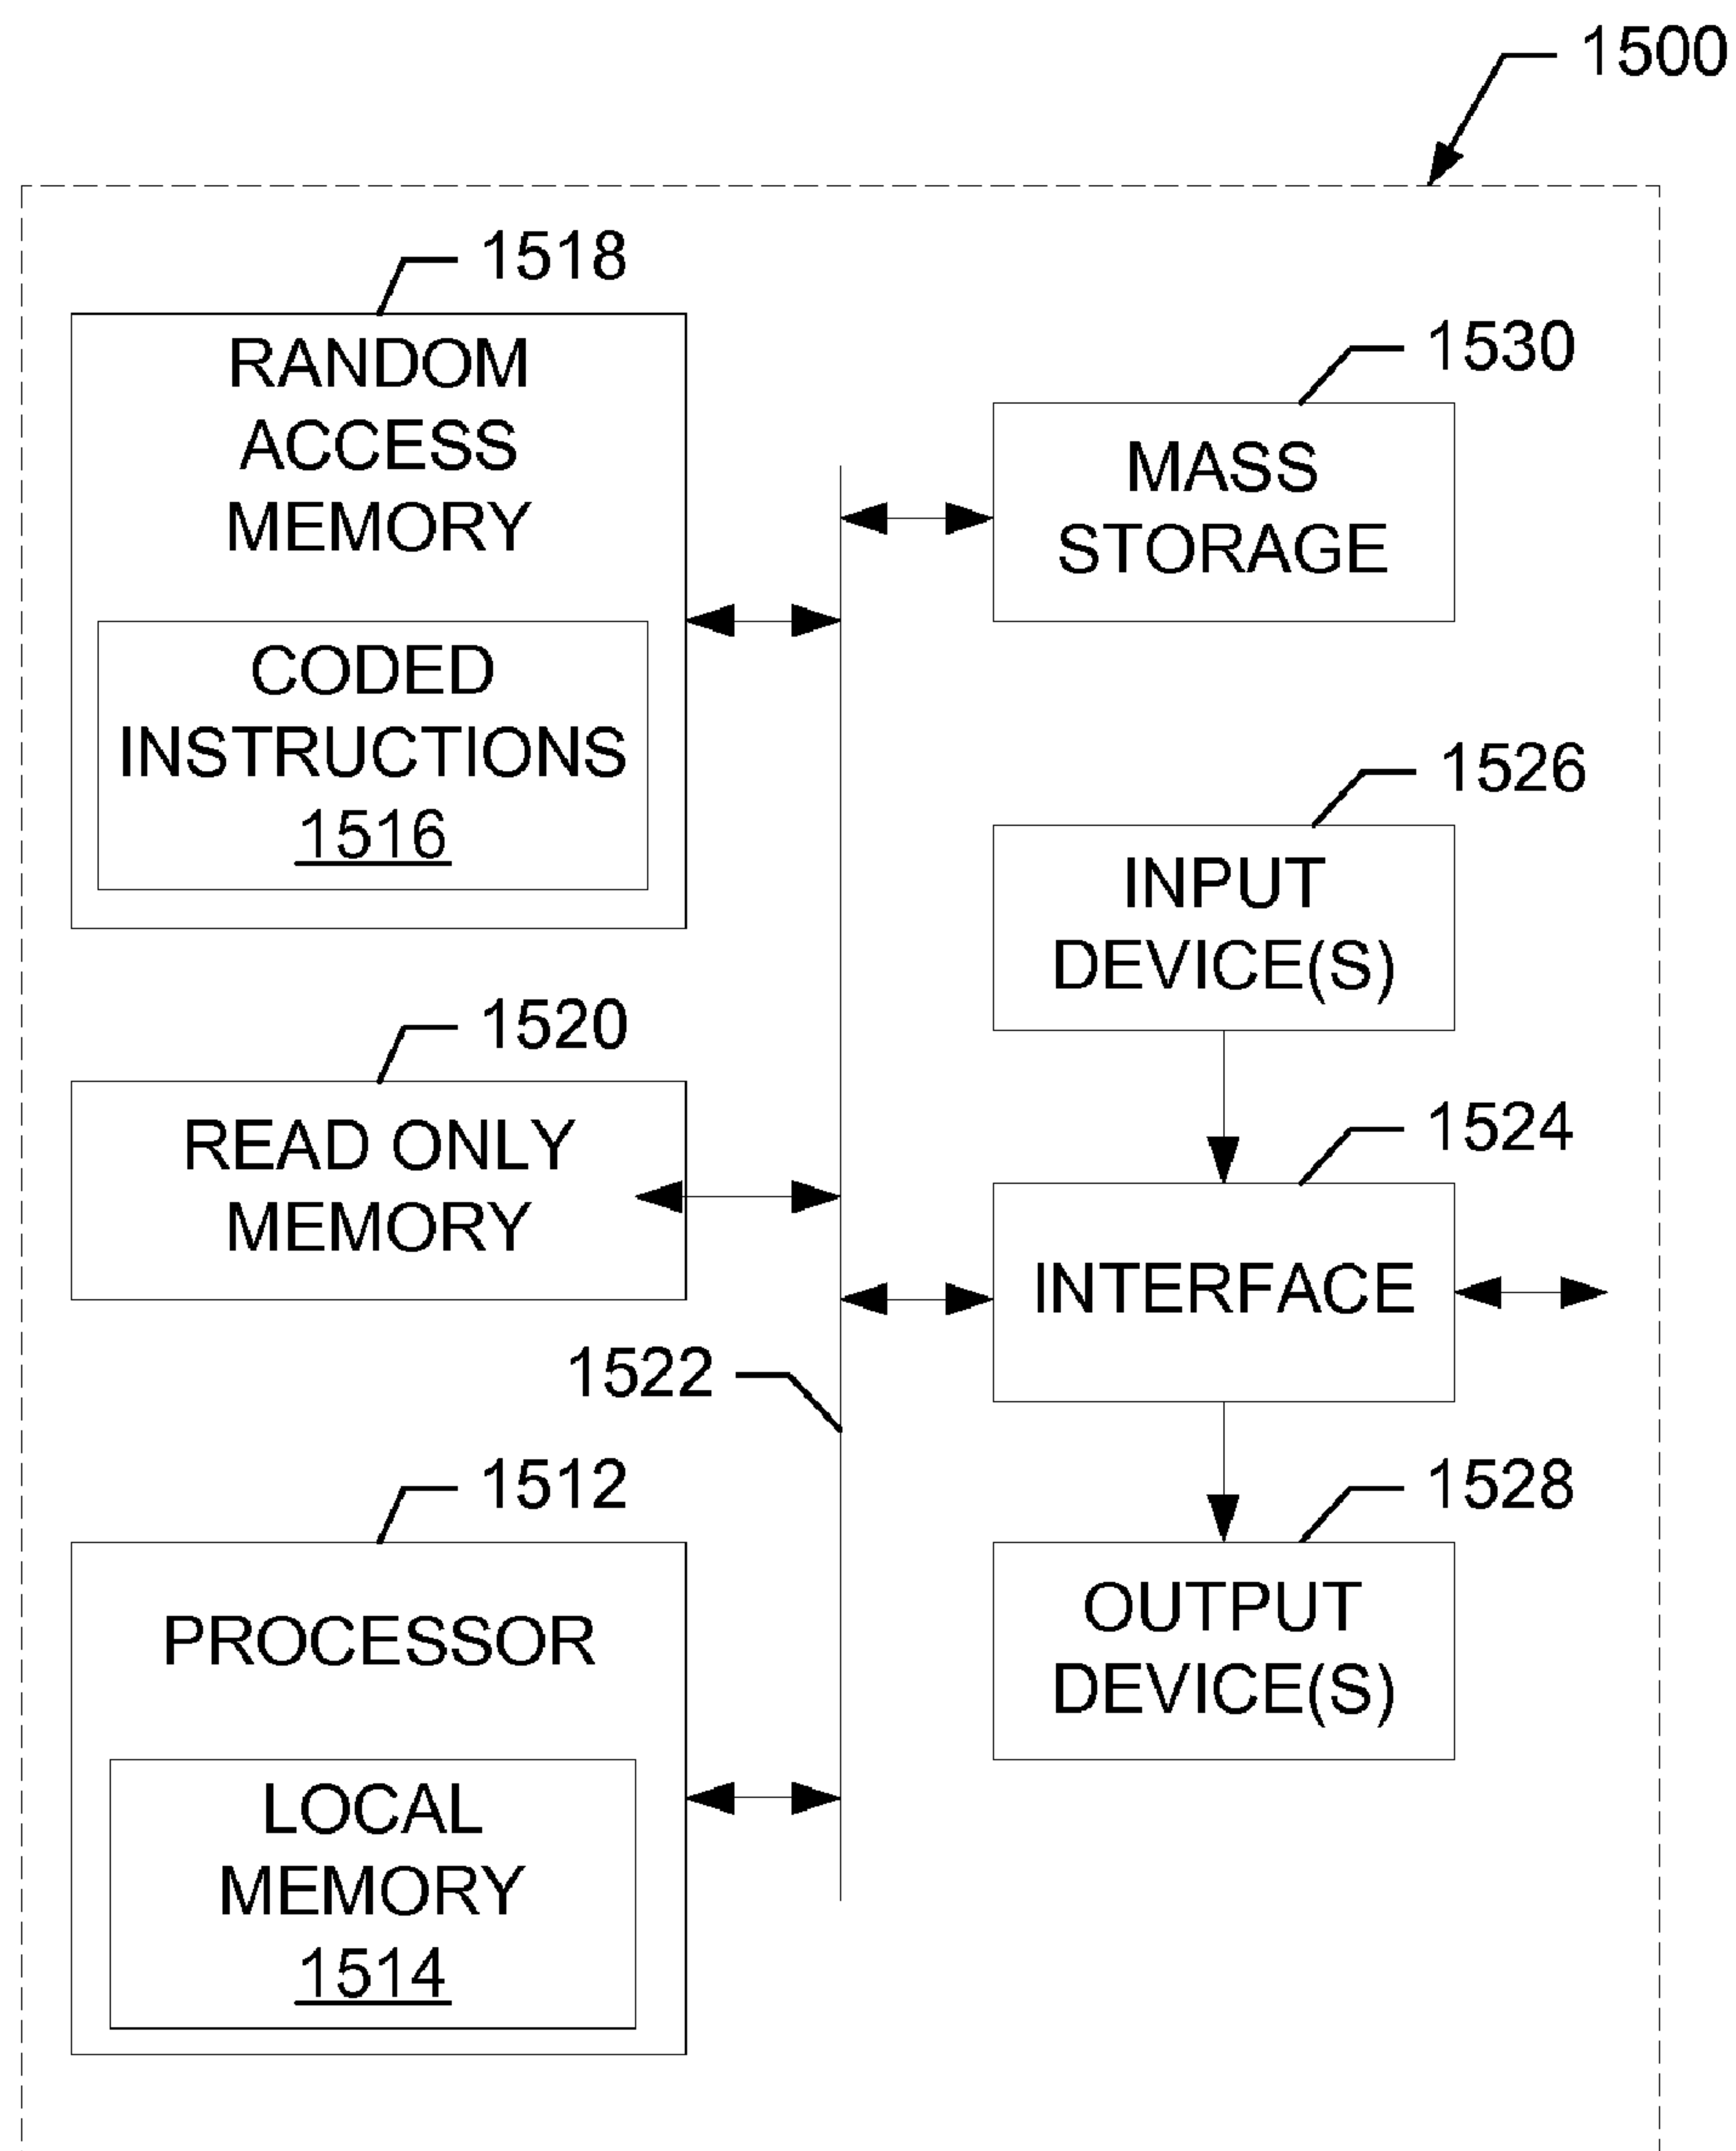 1500
1518
RANDOM
ACCESS
MEMORY
CODED
INSTRUCTIONS
1516
1530
MASS
STORAGE
1526
INPUT
DEVICE(S)
1520
READ ONLY
MEMORY
1524
INTERFACE
1522
1512
PROCESSOR
LOCAL
MEMORY
1514
1528
OUTPUT
DEVICE(S)